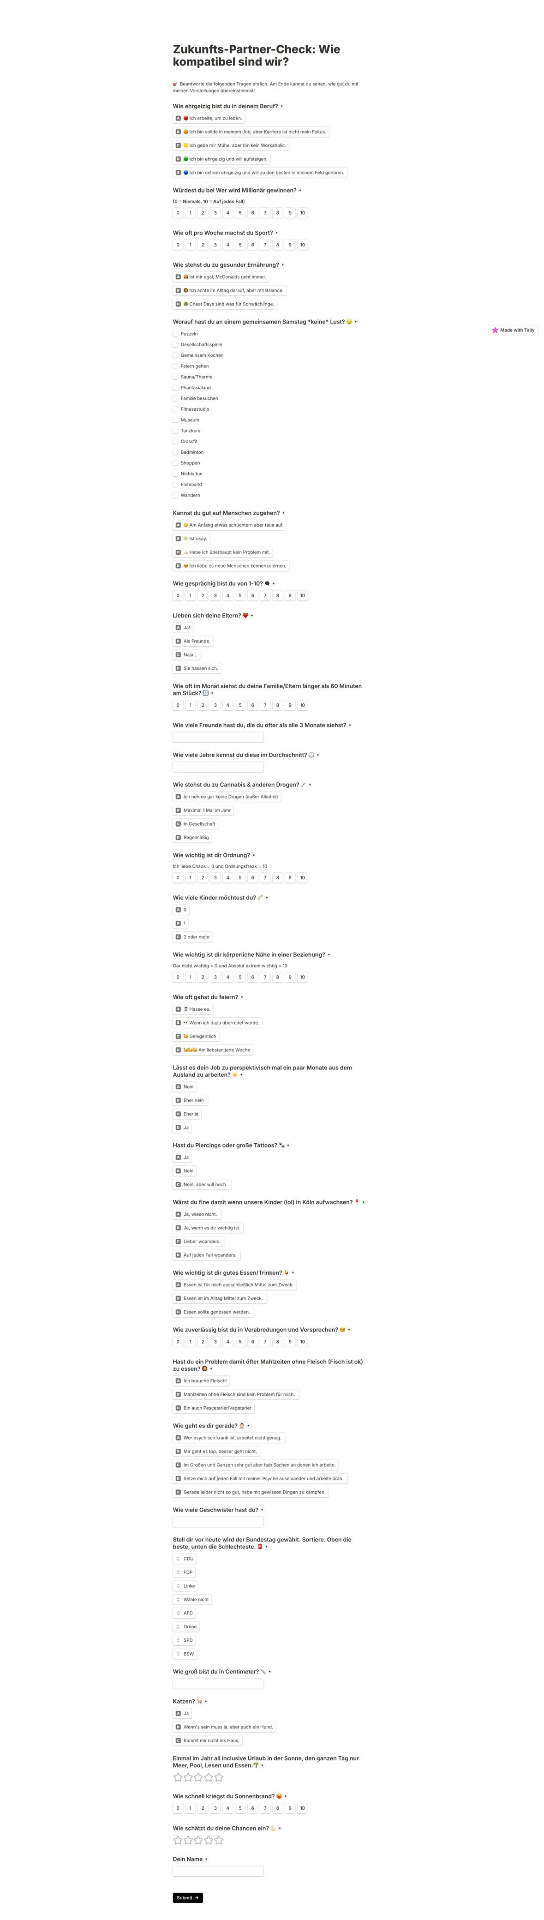 Zukunfts-Partner-Check: Wie
kompatibel sind wir?
Beantworte die folgenden Fragen ehrlich. Am Ende kannst du sehen, wie gut du mit
meinen Vorstellungen übereinstimmst!
Wie ehrgeizig bist du in deinem Beruf? *
A Ich arbeite, um zu leben.
B Ich bin solide in meinem Job, aber Karriere ist nicht mein Fokus.
C Ich gebe mir Mühe, aber bin kein Workaholic.
D Ich bin ehrgeizig und will aufsteigen.
E Ich bin extrem ehrgeizig und will zu den besten in meinem Feld gehören.
Würdest du bei Wer wird Millionär gewinnen? *
(0 = Niemals, 10 = Auf jeden Fall)
0 1 2 3 4 5 6 7 8 9 10
Wie oft pro Woche machst du Sport? *
0 1 2 3 4 5 6 7 8 9 10
Wie stehst du zu gesunder Ernährung? *
A Ist mir egal, McDonalds geht immer.
B Ich achte im Alltag darauf, aber mit Balance.
C Cheat Days sind was für Schwächlinge.
Worauf hast du an einem gemeinsamen Samstag *keine* Lust? *
Made with Tally
Puzzeln
Gesellschaftsspiele
Gemeinsam Kochen
Feiern gehen
Sauna/Therme
Phantasialand
Familie besuchen
Fitnessstudio
Museum
Tanzkurs
Crossfit
Badminton
Shoppen
Nichts tun
Flohmarkt
Wandern
Kannst du gut auf Menschen zugehen? *
A Am Anfang etwas schüchtern aber taue auf.
B Ist okay.
C Habe ich überhaupt kein Problem mit.
D Ich liebe es neue Menschen kennenzulernen.
Wie gesprächig bist du von 1-10? *
0 1 2 3 4 5 6 7 8 9 10
Lieben sich deine Eltern? *
A Ja!
B Als Freunde.
C Naja...
D Sie hassen sich.
Wie oft im Monat siehst du deine Familie/Eltern länger als 60 Minuten
am Stück? *
0 1 2 3 4 5 6 7 8 9 10
Wie viele Freunde hast du, die du öfter als alle 3 Monate siehst? *
Wie viele Jahre kennst du diese im Durchschnitt? *
Wie stehst du zu Cannabis & anderen Drogen? *
A Ich nehme gar keine Drogen (außer Alkohol)
B Maximal 1 Mal im Jahr
C In Gesellschaft
D Regelmäßig
Wie wichtig ist dir Ordnung? *
Ich liebe Chaos = 0 und Ordnungsfreak = 10
0 1 2 3 4 5 6 7 8 9 10
Wie viele Kinder möchtest du? *
A 0
B 1
C 2 oder mehr
Wie wichtig ist dir körperliche Nähe in einer Beziehung? *
Gar nicht wichtig = 0 und Absolut extrem wichtig = 10
0 1 2 3 4 5 6 7 8 9 10
Wie oft gehst du feiern? *
A Hasse es.
B Wenn ich dazu überredet werde.
C Gelegentlich
D Am liebsten jede Woche
Lässt es dein Job zu perspektivisch mal ein paar Monate aus dem
Ausland zu arbeiten? *
A Nein
B Eher nein
C Eher ja
D Ja
Hast du Piercings oder große Tattoos? *
A Ja
B Nein
C Nein, aber will noch.
Wärst du fine damit wenn unsere Kinder (lol) in Köln aufwachsen? *
A Ja, wieso nicht.
B Ja, wenn es dir wichtig ist.
C Lieber woanders.
D Auf jeden Fall woanders.
Wie wichtig ist dir gutes Essen/Trinken? *
A Essen ist für mich ausschließlich Mittel zum Zweck.
B Essen ist im Alltag Mittel zum Zweck.
C Essen sollte genossen werden.
Wie zuverlässig bist du in Verabredungen und Versprechen? *
0 1 2 3 4 5 6 7 8 9 10
Hast du ein Problem damit öfter Mahlzeiten ohne Fleisch (Fisch ist ok)
zu essen? *
A Ich brauche Fleisch!
B Mahlzeiten ohne Fleisch sind kein Problem für mich.
C Bin auch Pescetarier/Vegetarier
Wie geht es dir gerade? *
A Wer psychisch krank ist, arbeitet nicht genug.
B Mir geht es top, besser geht nicht.
C Im Großen und Ganzen sehr gut aber hab Sachen an denen ich arbeite.
D Setze mich auf jeden Fall mit meiner Psyche auseinander und arbeite dran.
E Gerade leider nicht so gut, habe mit gewissen Dingen zu kämpfen.
Wie viele Geschwister hast du? *
Stell dir vor heute wird der Bundestag gewählt. Sortiere. Oben die
beste, unten die Schlechteste. *
CDU
FDP
Linke
Wähle nicht
AFD
Grüne
SPD
BSW
Wie groß bist du in Centimeter? *
Katzen? *
A Ja
B Wenn's sein muss ja, aber auch ein Hund.
C Kommt mir nicht ins Haus.
Einmal im Jahr all inclusive Urlaub in der Sonne, den ganzen Tag nur
Meer, Pool, Lesen und Essen. *
Wie schnell kriegst du Sonnenbrand? *
0 1 2 3 4 5 6 7 8 9 10
Wie schätzt du deine Chancen ein? *
Dein Name *
Submit →